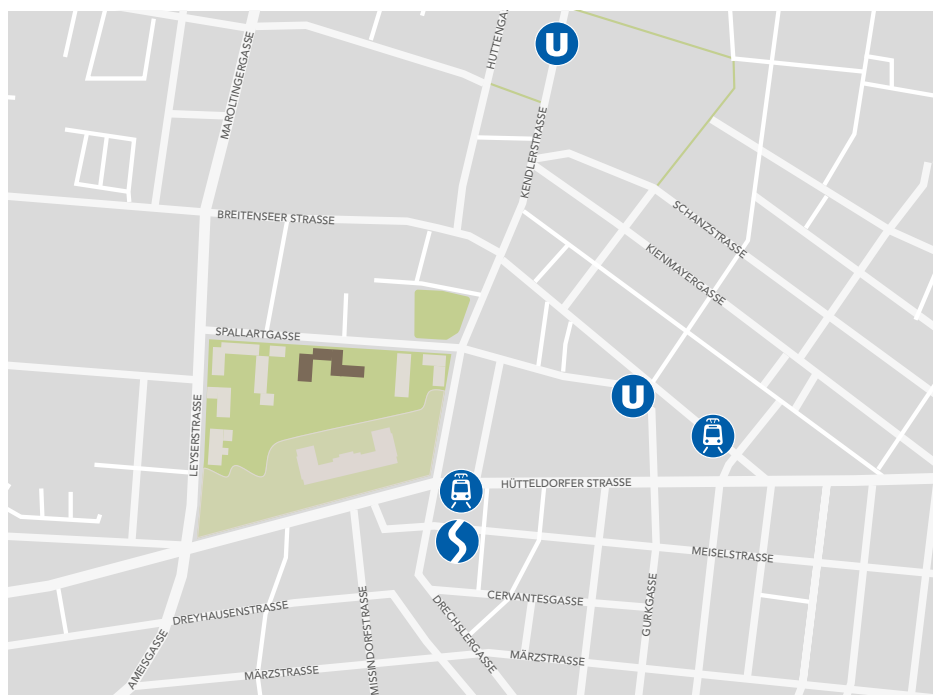 U
HUTTENGA
MAROLTINGERGASSE
KENDLERSTRASSE
BREITENSEER STRASSE
SCHANZSTRASSE
KIENMAYERGASSE
SPALLARTGASSE
U
LEYSERSTRASSE
HÜTTELDORFER STRASSE
MEISELSTRASSE
CERVANTESGASSE
GURKGASSE
DREYHAUSENSTRASSE
MISSINDORFSTRASSE
DRECHSLERGASSE
AMEISGASSE
MÄRZSTRASSE
MÄRZSTRASSE